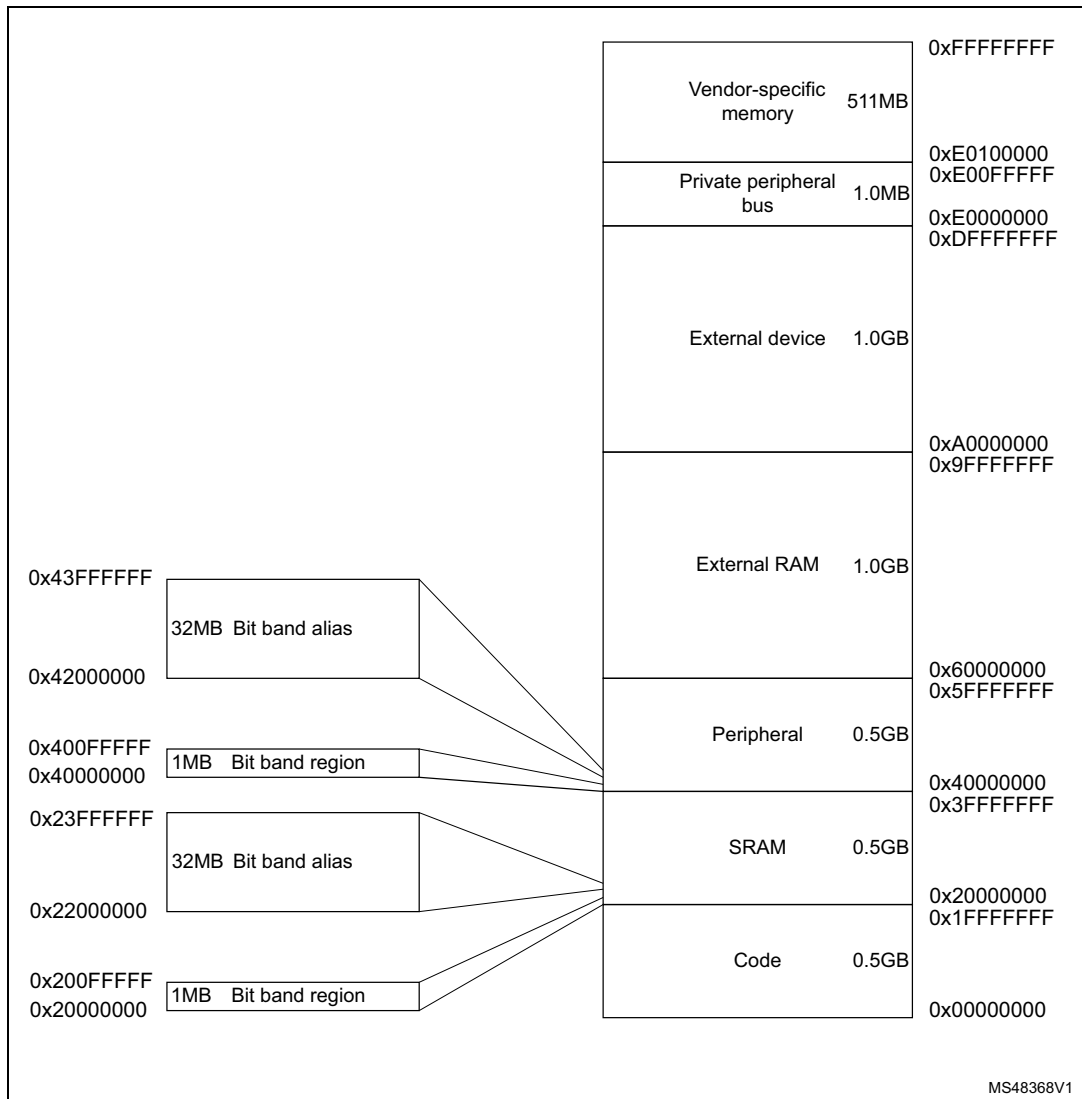 0xFFFFFFFF
Vendor-specific
memory
511MB
0xE0100000
0xE00FFFFF
Private peripheral
bus
1.0MB
0xE0000000
0xDFFFFFFF
External device
1.0GB
0xA0000000
0x9FFFFFFF
External RAM
1.0GB
0x60000000
0x5FFFFFFF
Peripheral
0.5GB
0x40000000
0x3FFFFFFF
SRAM
0.5GB
0x20000000
0x1FFFFFFF
Code
0.5GB
0x00000000
0x43FFFFFF
32MB Bit band alias
0x42000000
0x400FFFFF
1MB Bit band region
0x40000000
0x23FFFFFF
32MB Bit band alias
0x22000000
0x200FFFFF
1MB Bit band region
0x20000000
MS48368V1